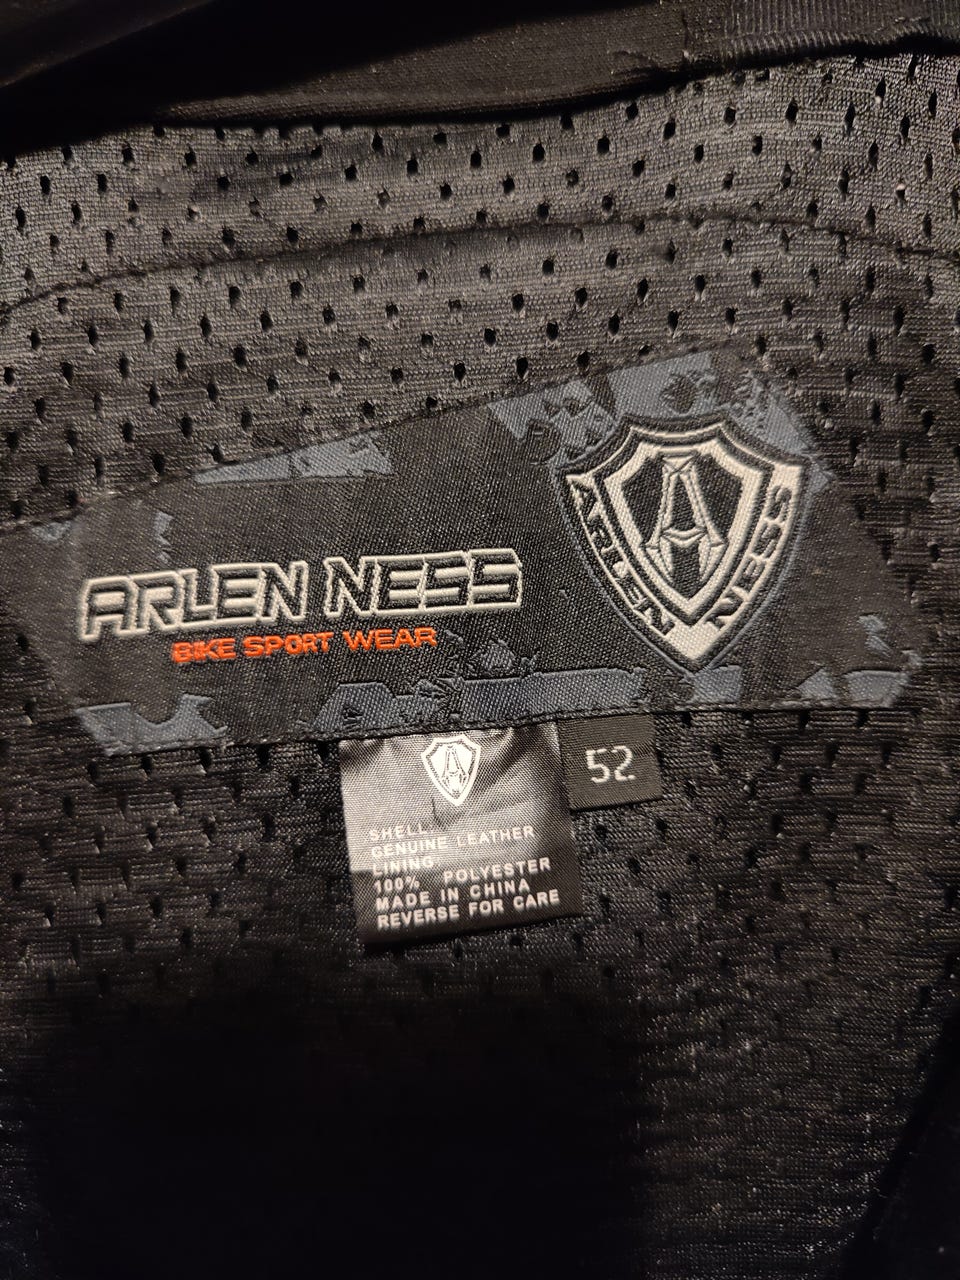 ARLEN NESS
BIKE SPORT WEAR
ARLEN NESS
52
SHELL:
GENUINE LEATHER
LINING
100% POLYESTER
MADE IN CHINA
REVERSE FOR CARE